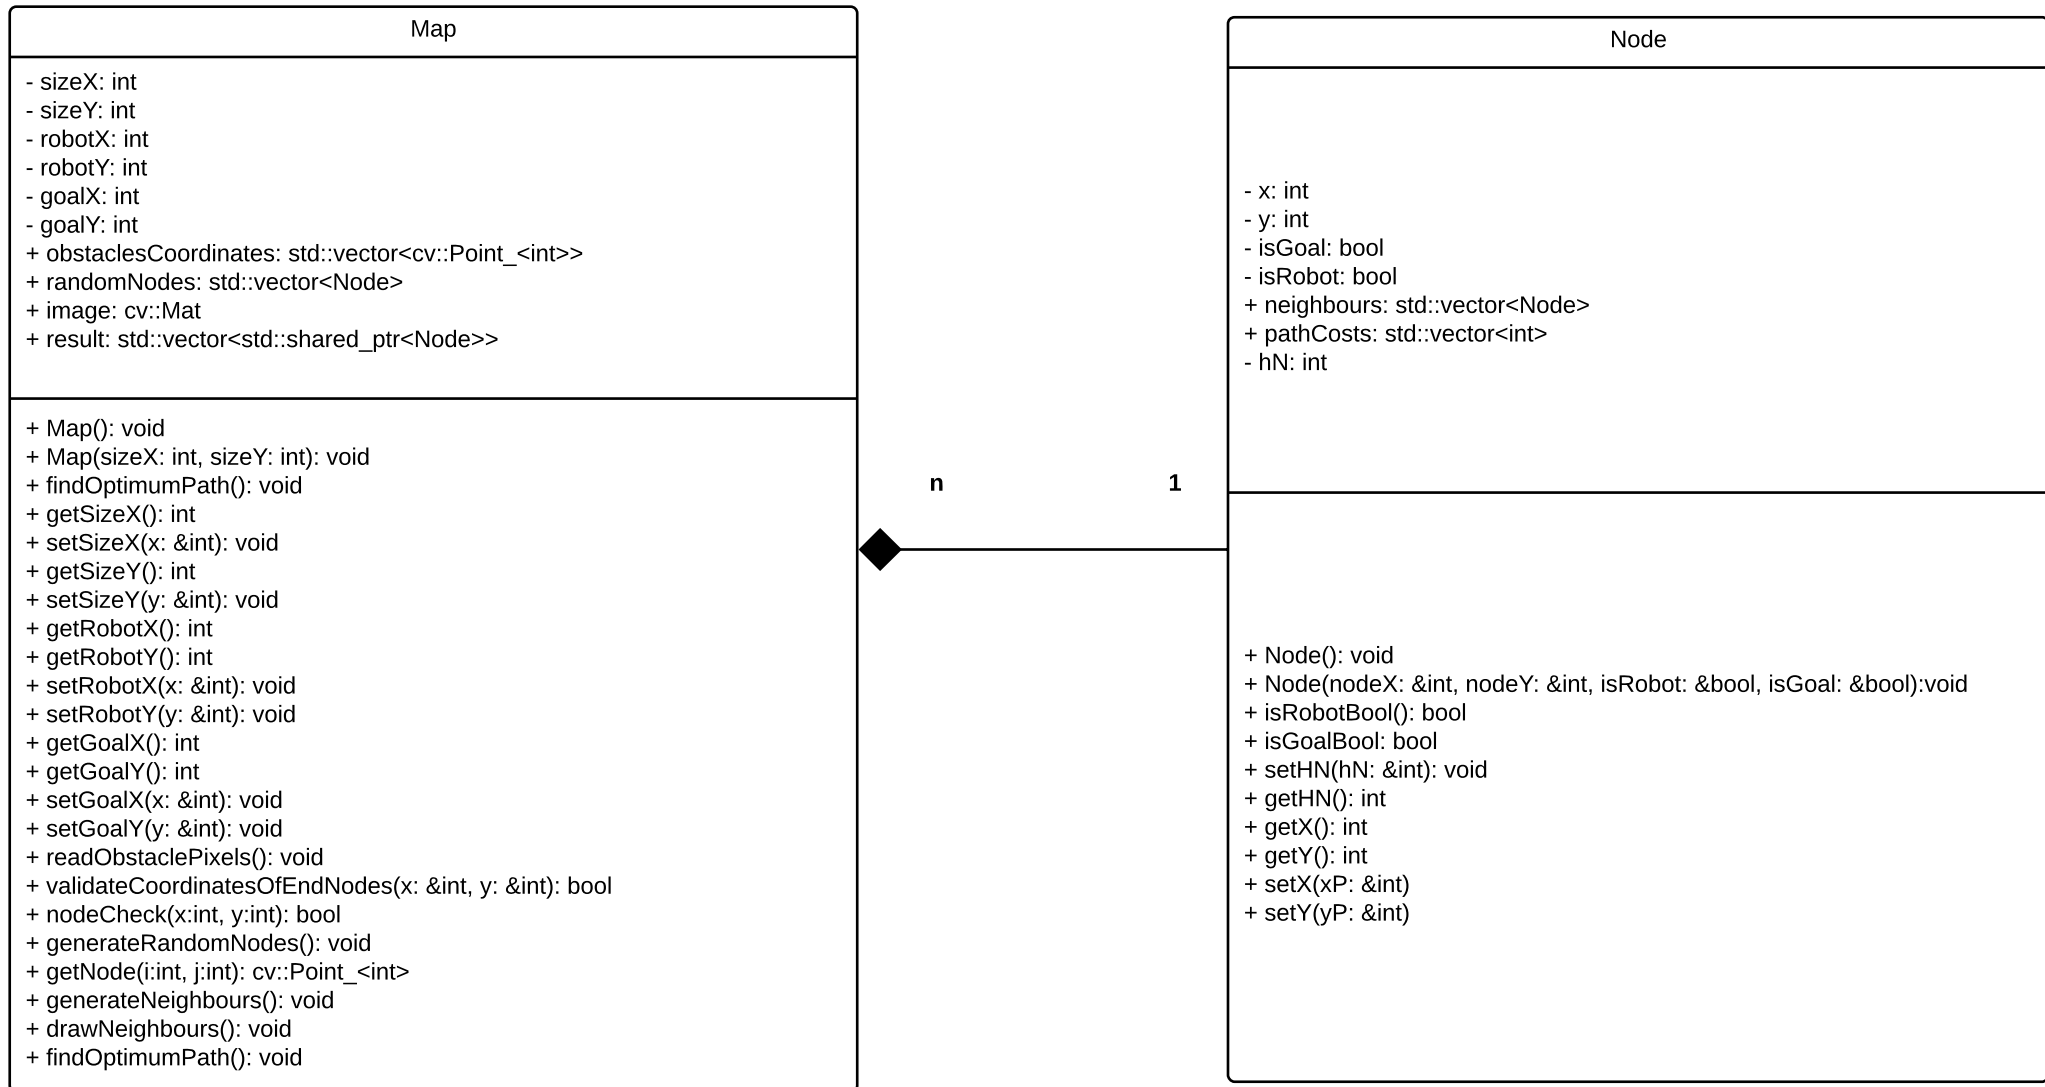 Map
- sizeX: int
- sizeY: int
- robotX: int
- robotY: int
- goalX: int
- goalY: int
+ obstaclesCoordinates: std::vector<cv::Point_<int>>
+ randomNodes: std::vector<Node>
+ image: cv::Mat
+ result: std::vector<std::shared_ptr<Node>>
+ Map(): void
+ Map(sizeX: int, sizeY: int): void
+ findOptimumPath(): void
+ getSizeX(): int
+ setSizeX(x: &int): void
+ getSizeY(): int
+ setSizeY(y: &int): void
+ getRobotX(): int
+ getRobotY(): int
+ setRobotX(x: &int): void
+ setRobotY(y: &int): void
+ getGoalX(): int
+ getGoalY(): int
+ setGoalX(x: &int): void
+ setGoalY(y: &int): void
+ readObstaclePixels(): void
+ validateCoordinatesOfEndNodes(x: &int, y: &int): bool
+ nodeCheck(x:int, y:int): bool
+ generateRandomNodes(): void
+ getNode(i:int, j:int): cv::Point_<int>
+ generateNeighbours(): void
+ drawNeighbours(): void
+ findOptimumPath(): void
n
1
Node
- x: int
- y: int
- isGoal: bool
- isRobot: bool
+ neighbours: std::vector<Node>
+ pathCosts: std::vector<int>
- hN: int
+ Node(): void
+ Node(nodeX: &int, nodeY: &int, isRobot: &bool, isGoal: &bool):void
+ isRobotBool(): bool
+ isGoalBool: bool
+ setHN(hN: &int): void
+ getHN(): int
+ getX(): int
+ getY(): int
+ setX(xP: &int)
+ setY(yP: &int)